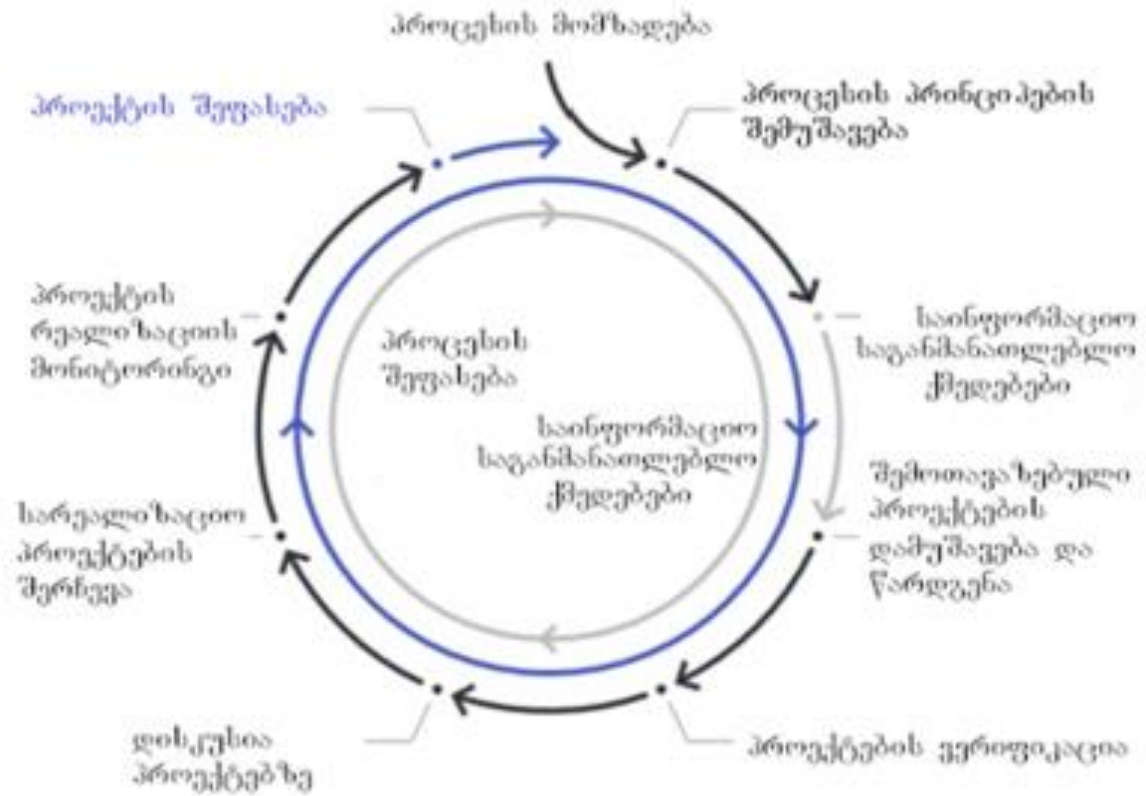 პროცესის მომზადება
პროექტის შეფასება
პროცესის პრინციპების
შემუშავება
საინფორმაციო
საგანმანათლებლო
ქმედებები
შემოთავაზებული
პროექტების
დამუშავება და
წარდგენა
პროექტების ვერიფიკაცია
დისკუსია
პროექტებზე
სარეალიზაციო
პროექტების
შერჩევა
პროექტის
რეალიზაციის
მონიტორინგი
პროცესის
შეფასება
საინფორმაციო
საგანმანათლებლო
ქმედებები